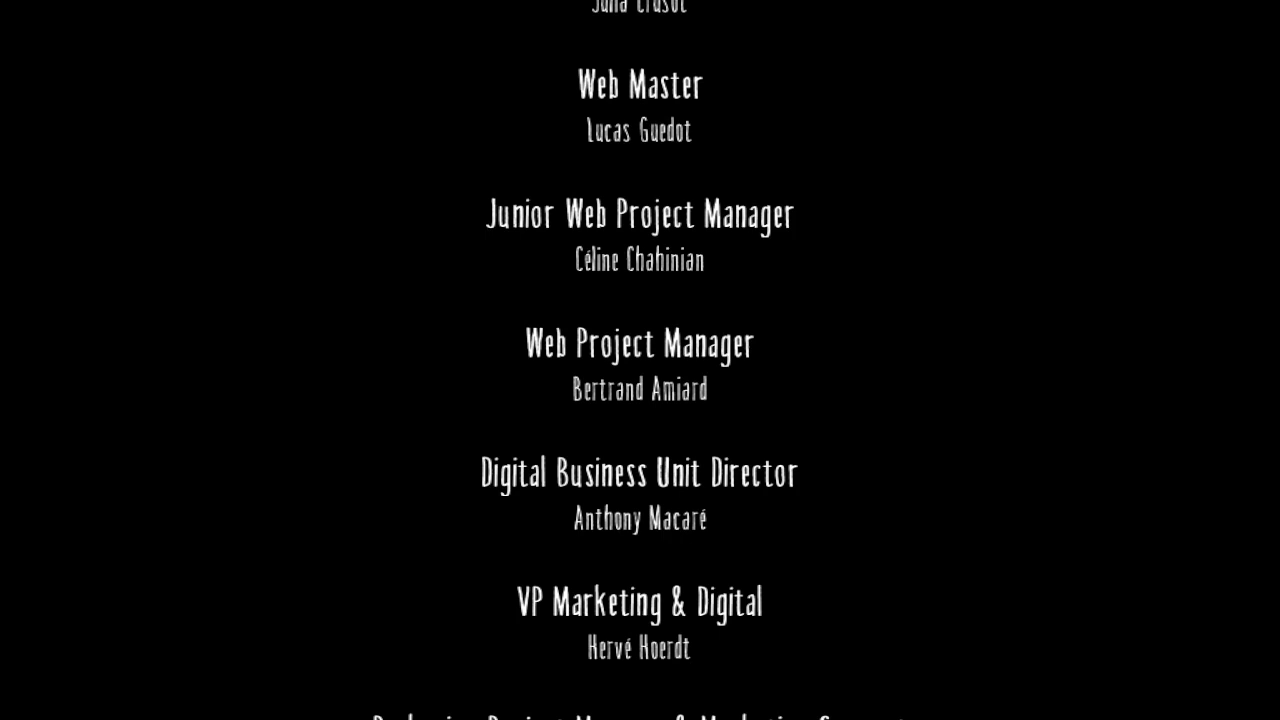 Web Master
Lucas Guedot
Junior Web Project Manager
Céline Chahinian
Web Project Manager
Bertrand Amiard
Digital Business Unit Director
Anthony Macaré
VP Marketing & Digital
Hervé Hoerdt